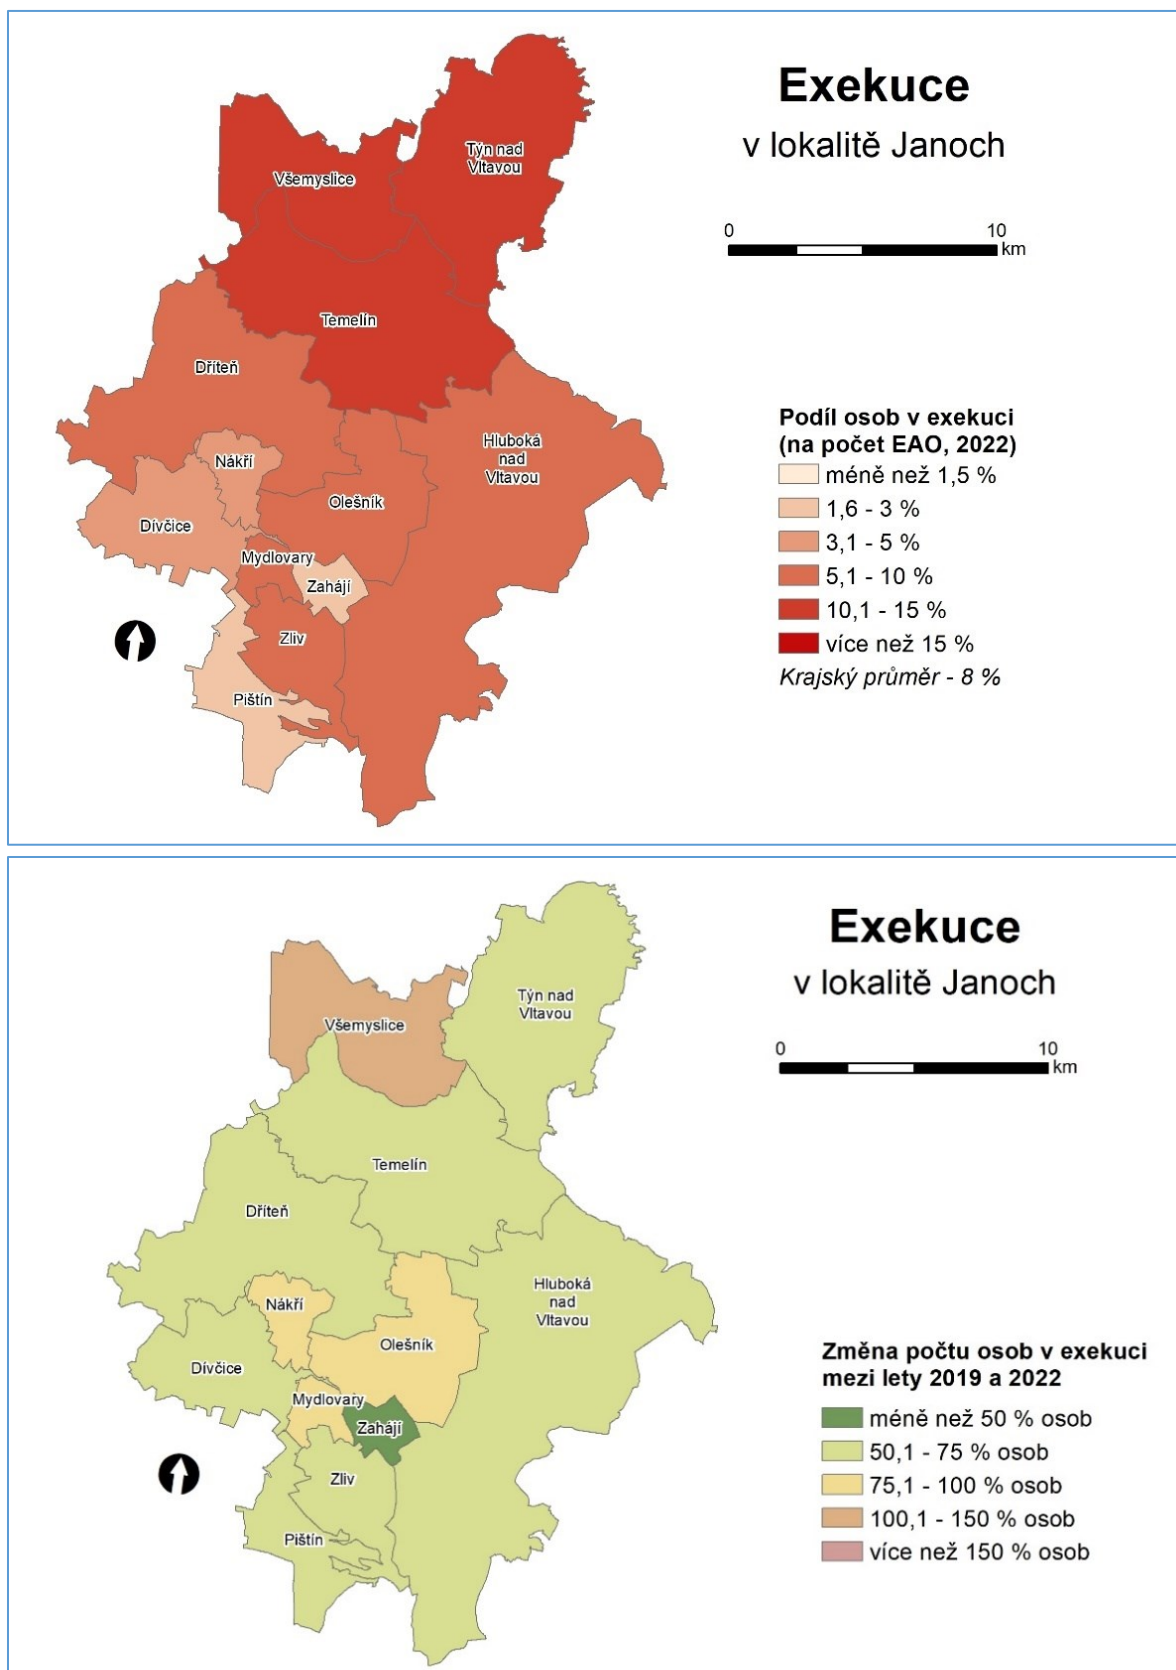 Exekuce
v lokalitě Janoch
0 10
km
Týn nad
Vltavou
Všemyslice
Temelín
Dříteň
Hluboká
nad
Vltavou
Nákří
Olešník
Dívčice
Mydlovary
Zahájí
Zliv
Pištín
Podíl osob v exekuci
(na počet EAO, 2022)
méně než 1,5 %
1,6 - 3 %
3,1 - 5 %
5,1 - 10 %
10,1 - 15 %
více než 15 %
Krajský průměr - 8 %
Exekuce
v lokalitě Janoch
0 10
km
Týn nad
Vltavou
Všemyslice
Temelín
Dříteň
Hluboká
nad
Vltavou
Nákří
Olešník
Dívčice
Mydlovary
Zahájí
Zliv
Pištín
Změna počtu osob v exekuci
mezi lety 2019 a 2022
méně než 50 % osob
50,1 - 75 % osob
75,1 - 100 % osob
100,1 - 150 % osob
více než 150 % osob